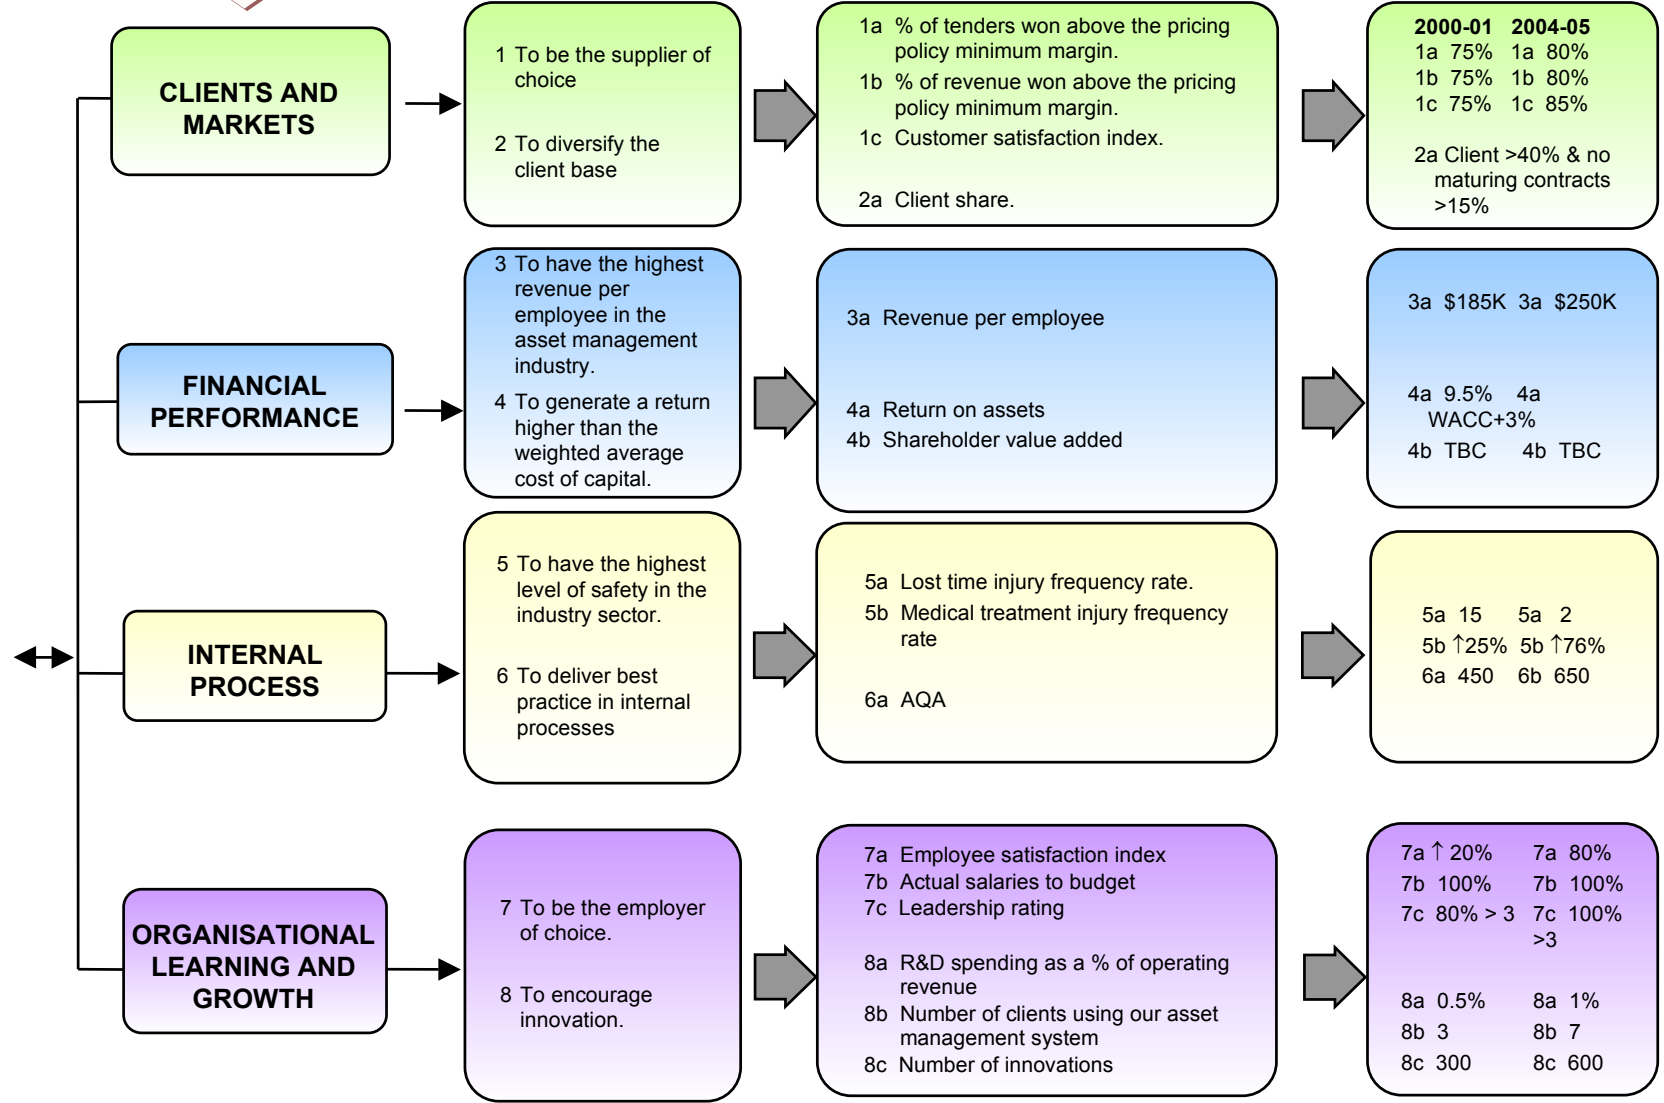 CLIENTS AND
MARKETS
1 To be the supplier of
choice
2 To diversify the
client base
1a % of tenders won above the pricing
policy minimum margin.
1b % of revenue won above the pricing
policy minimum margin.
1c Customer satisfaction index.
2a Client share.
2000-01 2004-05
1a 75% 1a 80%
1b 75% 1b 80%
1c 75% 1c 85%
2a Client >40% & no
maturing contracts
>15%
FINANCIAL
PERFORMANCE
3 To have the highest
revenue per
employee in the
asset management
industry.
4 To generate a return
higher than the
weighted average
cost of capital.
3a Revenue per employee
4a Return on assets
4b Shareholder value added
3a $185K 3a $250K
4a 9.5% 4a
WACC+3%
4b TBC 4b TBC
INTERNAL
PROCESS
5 To have the highest
level of safety in the
industry sector.
6 To deliver best
practice in internal
processes
5a Lost time injury frequency rate.
5b Medical treatment injury frequency
rate
6a AQA
5a 15 5a 2
5b ↑25% 5b ↑76%
6a 450 6b 650
ORGANISATIONAL
LEARNING AND
GROWTH
7 To be the employer
of choice.
8 To encourage
innovation.
7a Employee satisfaction index
7b Actual salaries to budget
7c Leadership rating
8a R&D spending as a % of operating
revenue
8b Number of clients using our asset
management system
8c Number of innovations
7a ↑ 20% 7a 80%
7b 100% 7b 100%
7c 80% > 3 7c 100%
>3
8a 0.5% 8a 1%
8b 3 8b 7
8c 300 8c 600